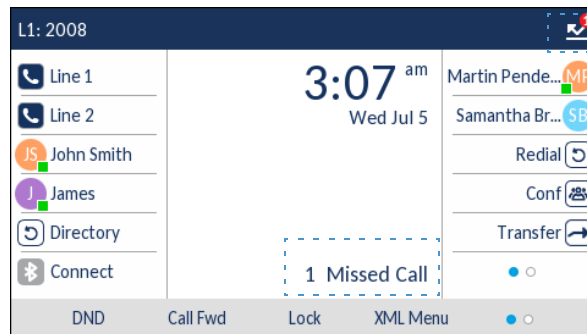 L1: 2008
Line 1
Line 2
JS John Smith
J James
Directory
Connect
3:07 am
Wed Jul 5
1 Missed Call
Martin Pende... MP
Samantha Br... SB
Redial
Conf
Transfer
DND Call Fwd Lock XML Menu